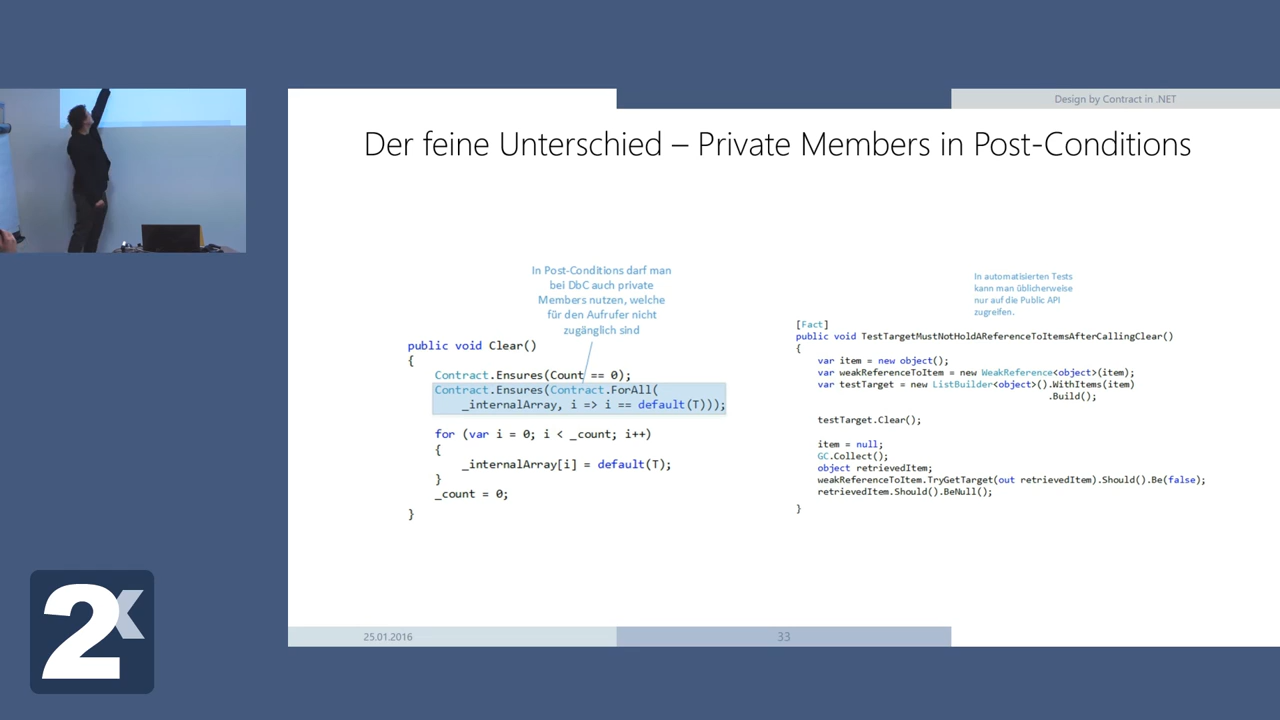 Design by Contract in .NET
Der feine Unterschied – Private Members in Post-Conditions
In Post-Conditions darf man
bei DbC auch private
Members nutzen, welche
für den Aufrufer nicht
zugänglich sind
public void Clear()
{
Contract.Ensures(Count == 0);
Contract.Ensures(Contract.ForAll(
_internalArray, i => i == default(T)));
for (var i = 0; i < _count; i++)
{
_internalArray[i] = default(T);
}
_count = 0;
}
In automatisierten Tests
kann man üblicherweise
nur auf die Public API
zugreifen.
[Fact]
public void TestTargetMustNotHoldAReferenceToItemsAfterCallingClear()
{
var item = new object();
var weakReferenceToItem = new WeakReference<object>(item);
var testTarget = new ListBuilder<object>().WithItems(item)
.Build();
testTarget.Clear();
item = null;
GC.Collect();
object retrievedItem;
weakReferenceToItem.TryGetTarget(out retrievedItem).Should().Be(false);
retrievedItem.Should().BeNull();
}
25.01.2016
33
2x